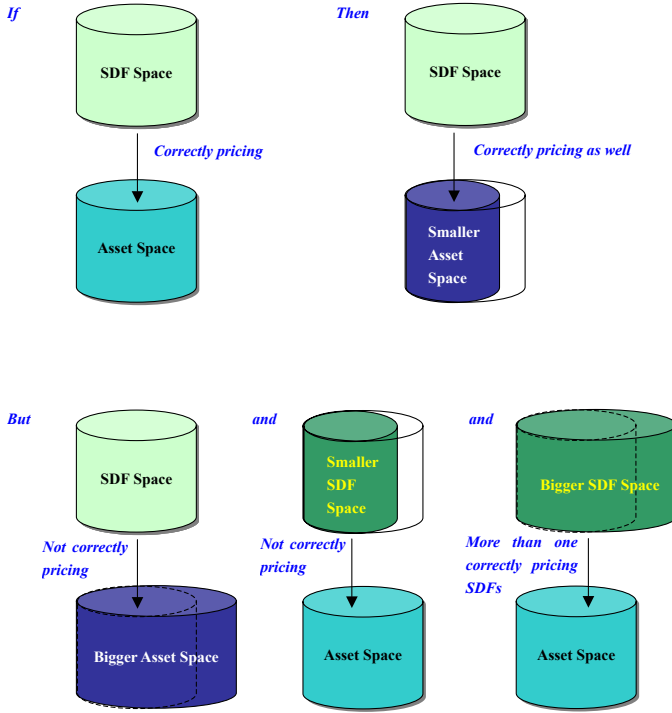 If
Then
SDF Space
SDF Space
Correctly pricing
Correctly pricing as well
Asset Space
Smaller
Asset
Space
But
and
and
SDF Space
Smaller
SDF
Space
Bigger SDF Space
Not correctly
pricing
Not correctly
pricing
More than one
correctly pricing
SDFs
Bigger Asset Space
Asset Space
Asset Space